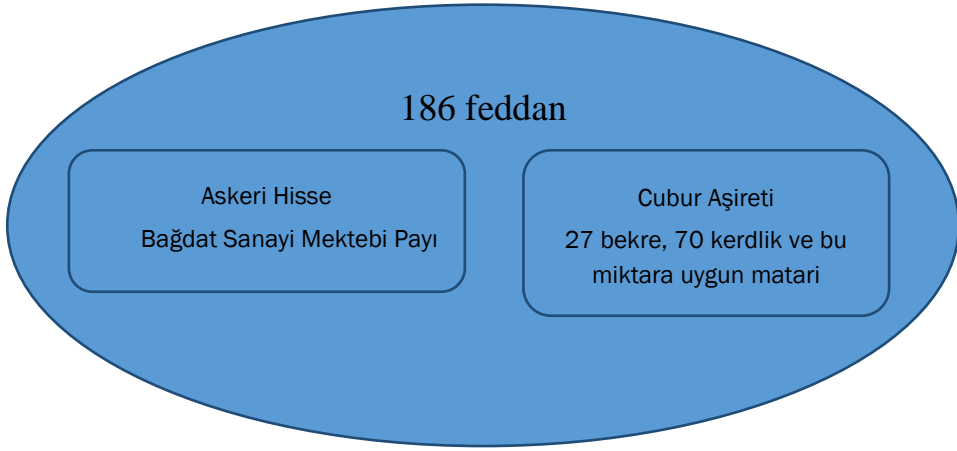 186 feddan
Askeri Hisse
Bağdat Sanayi Mektebi Payı
Cubur Aşireti
27 bekre, 70 kerdlik ve bu
miktara uygun matari